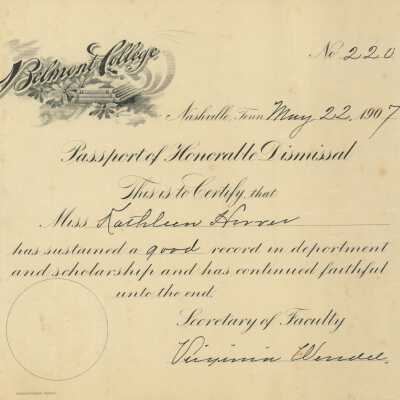 Belmont College
No 220
Nashville, Tenn May 22, 1907
Passport of Honorable Dismissal
This is to Certify, that
Miss Kathleen
has sustained a good record in deportment
and scholarship and has continued faithful
unto the end.
Secretary of Faculty
Virginia Wendel.